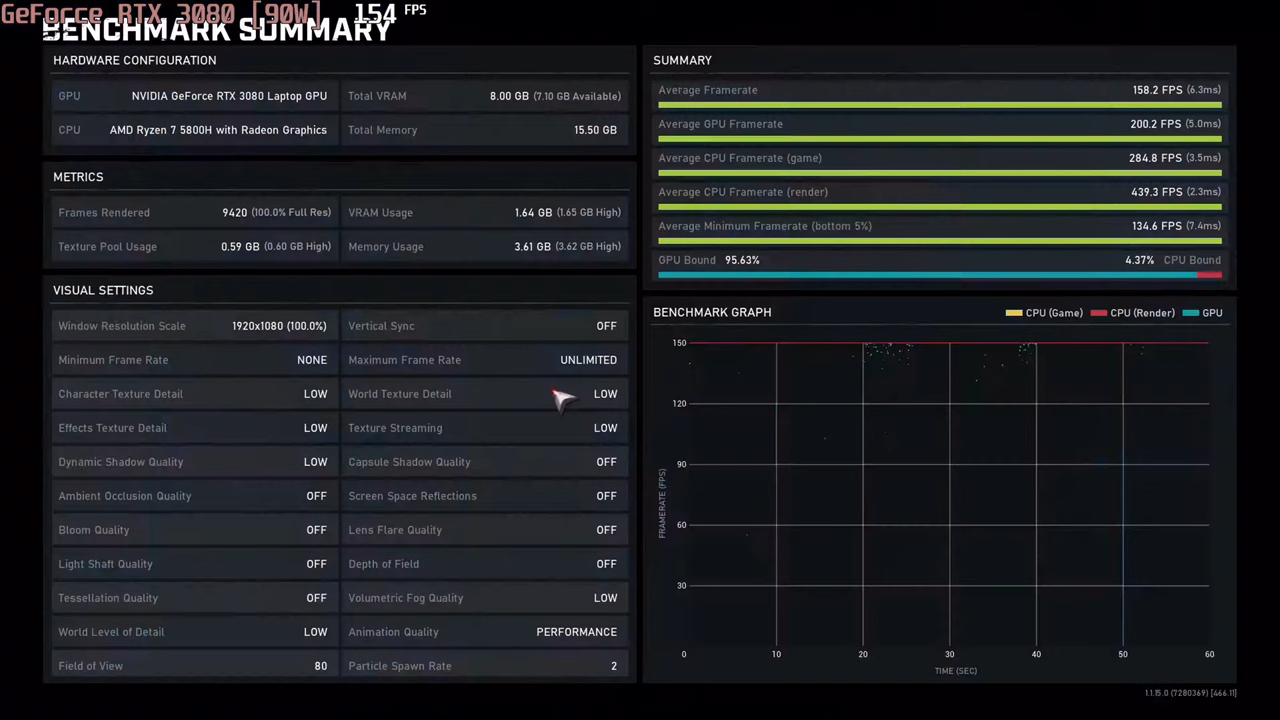 GeForce RTX 3080 [90W] 154 FPS
BENCHMARK SUMMARY
HARDWARE CONFIGURATION
GPU NVIDIA GeForce RTX 3080 Laptop GPU Total VRAM 8.00 GB (7.10 GB Available)
CPU AMD Ryzen 7 5800H with Radeon Graphics Total Memory 15.50 GB
METRICS
Frames Rendered 9420 (100.0% Full Res) VRAM Usage 1.64 GB (1.65 GB High)
Texture Pool Usage 0.59 GB (0.60 GB High) Memory Usage 3.61 GB (3.62 GB High)
VISUAL SETTINGS
Window Resolution Scale 1920x1080 (100.0%) Vertical Sync OFF
Minimum Frame Rate NONE Maximum Frame Rate UNLIMITED
Character Texture Detail LOW World Texture Detail LOW
Effects Texture Detail LOW Texture Streaming LOW
Dynamic Shadow Quality LOW Capsule Shadow Quality OFF
Ambient Occlusion Quality OFF Screen Space Reflections OFF
Bloom Quality OFF Lens Flare Quality OFF
Light Shaft Quality OFF Depth of Field OFF
Tessellation Quality OFF Volumetric Fog Quality LOW
World Level of Detail LOW Animation Quality PERFORMANCE
Field of View 80 Particle Spawn Rate 2
SUMMARY
Average Framerate 158.2 FPS (6.3ms)
Average GPU Framerate 200.2 FPS (5.0ms)
Average CPU Framerate (game) 284.8 FPS (3.5ms)
Average CPU Framerate (render) 439.3 FPS (2.3ms)
Average Minimum Framerate (bottom 5%) 134.6 FPS (7.4ms)
GPU Bound 95.63% 4.37% CPU Bound
BENCHMARK GRAPH CPU (Game) CPU (Render) GPU
150
120
90
60
30
FRAMERATE (FPS)
0 10 20 30 40 50 60
TIME (SEC)
1.1.15.0 (7280369) [466.11]